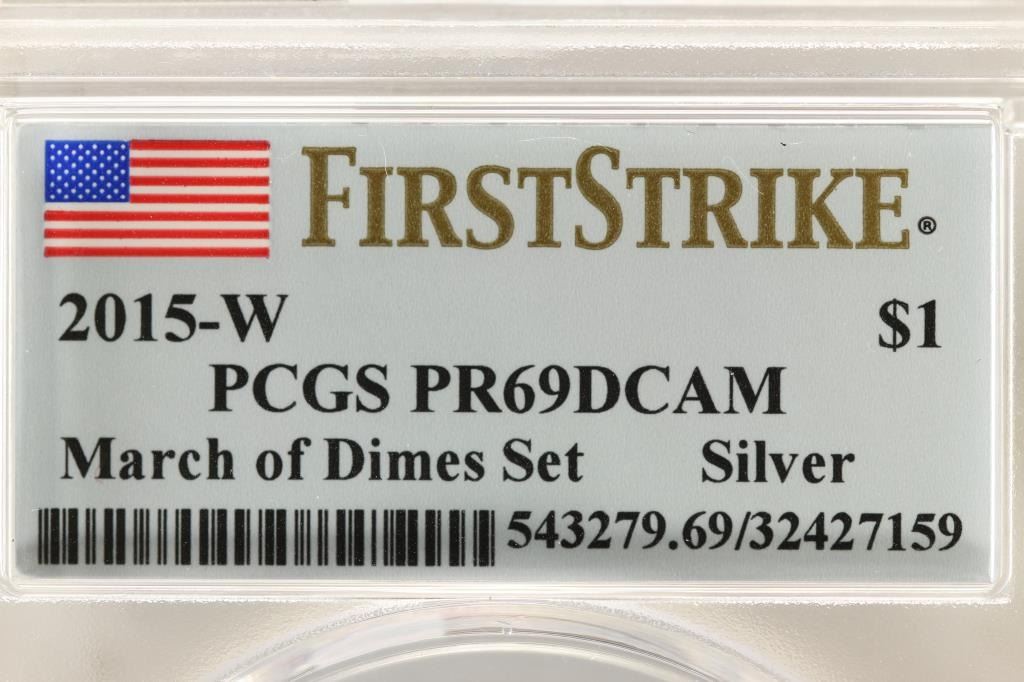 FIRSTSTRIKE®
2015-W $1
PCGS PR69DCAM
March of Dimes Set Silver
543279.69/32427159